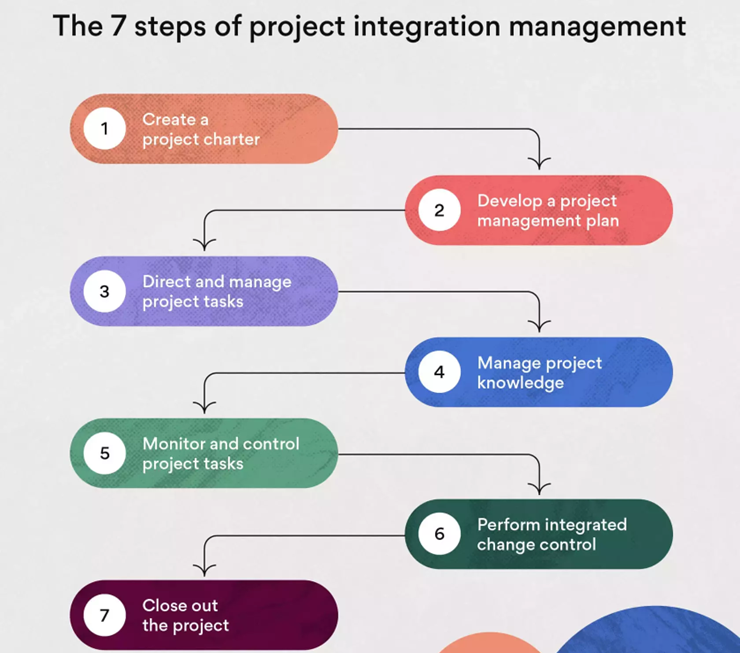 The 7 steps of project integration management
1
Create a
project charter
2
Develop a project
management plan
3
Direct and manage
project tasks
4
Manage project
knowledge
5
Monitor and control
project tasks
6
Perform integrated
change control
7
Close out
the project